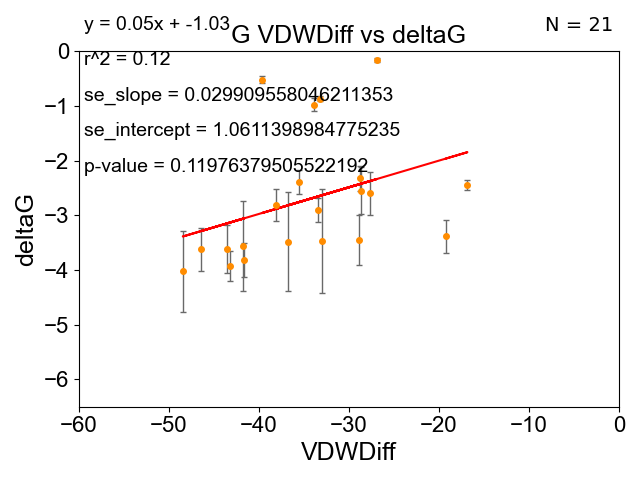 y = 0.05x + -1.03
N = 21
G VDWDiff vs deltaG
r^2 = 0.12
se_slope = 0.029909558046211353
se_intercept = 1.0611398984775235
p-value = 0.11976379505522192
deltaG
0
−1
−2
−3
−4
−5
−6
−60
−50
−40
−30
−20
−10
0
VDWDiff